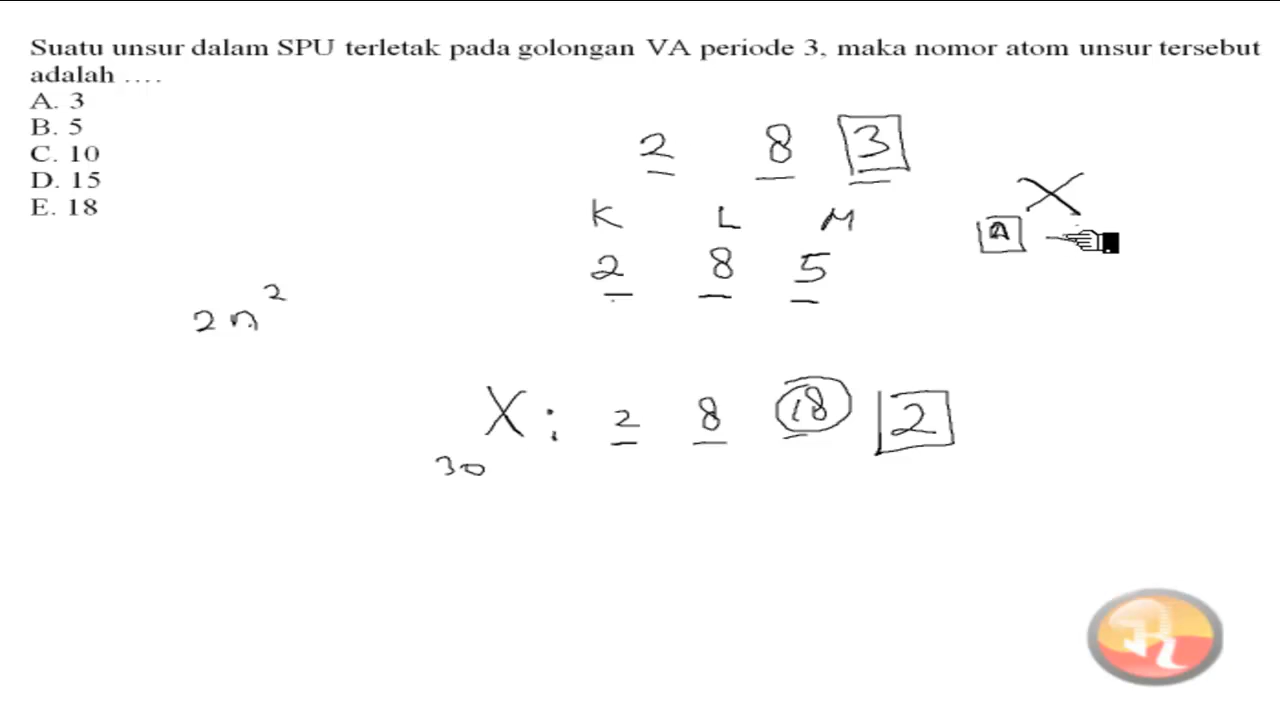 Suatu unsur dalam SPU terletak pada golongan VA periode 3, maka nomor atom unsur tersebut
adalah ....
A. 3
B. 5
C. 10
D. 15
E. 18
2 8 3
K L M
X
A
2 8 5
2n²
X : 2 8 18 2
30